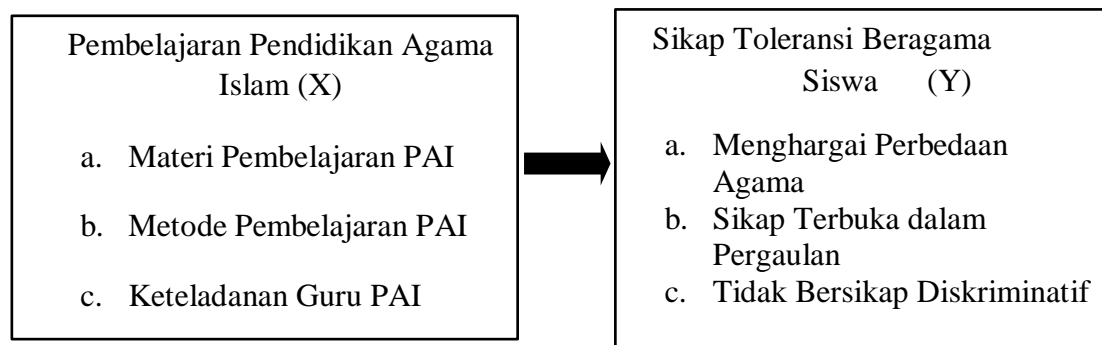 Pembelajaran Pendidikan Agama
Islam (X)
a. Materi Pembelajaran PAI
b. Metode Pembelajaran PAI
c. Keteladanan Guru PAI
Sikap Toleransi Beragama
Siswa (Y)
a. Menghargai Perbedaan
Agama
b. Sikap Terbuka dalam
Pergaulan
c. Tidak Bersikap Diskriminatif